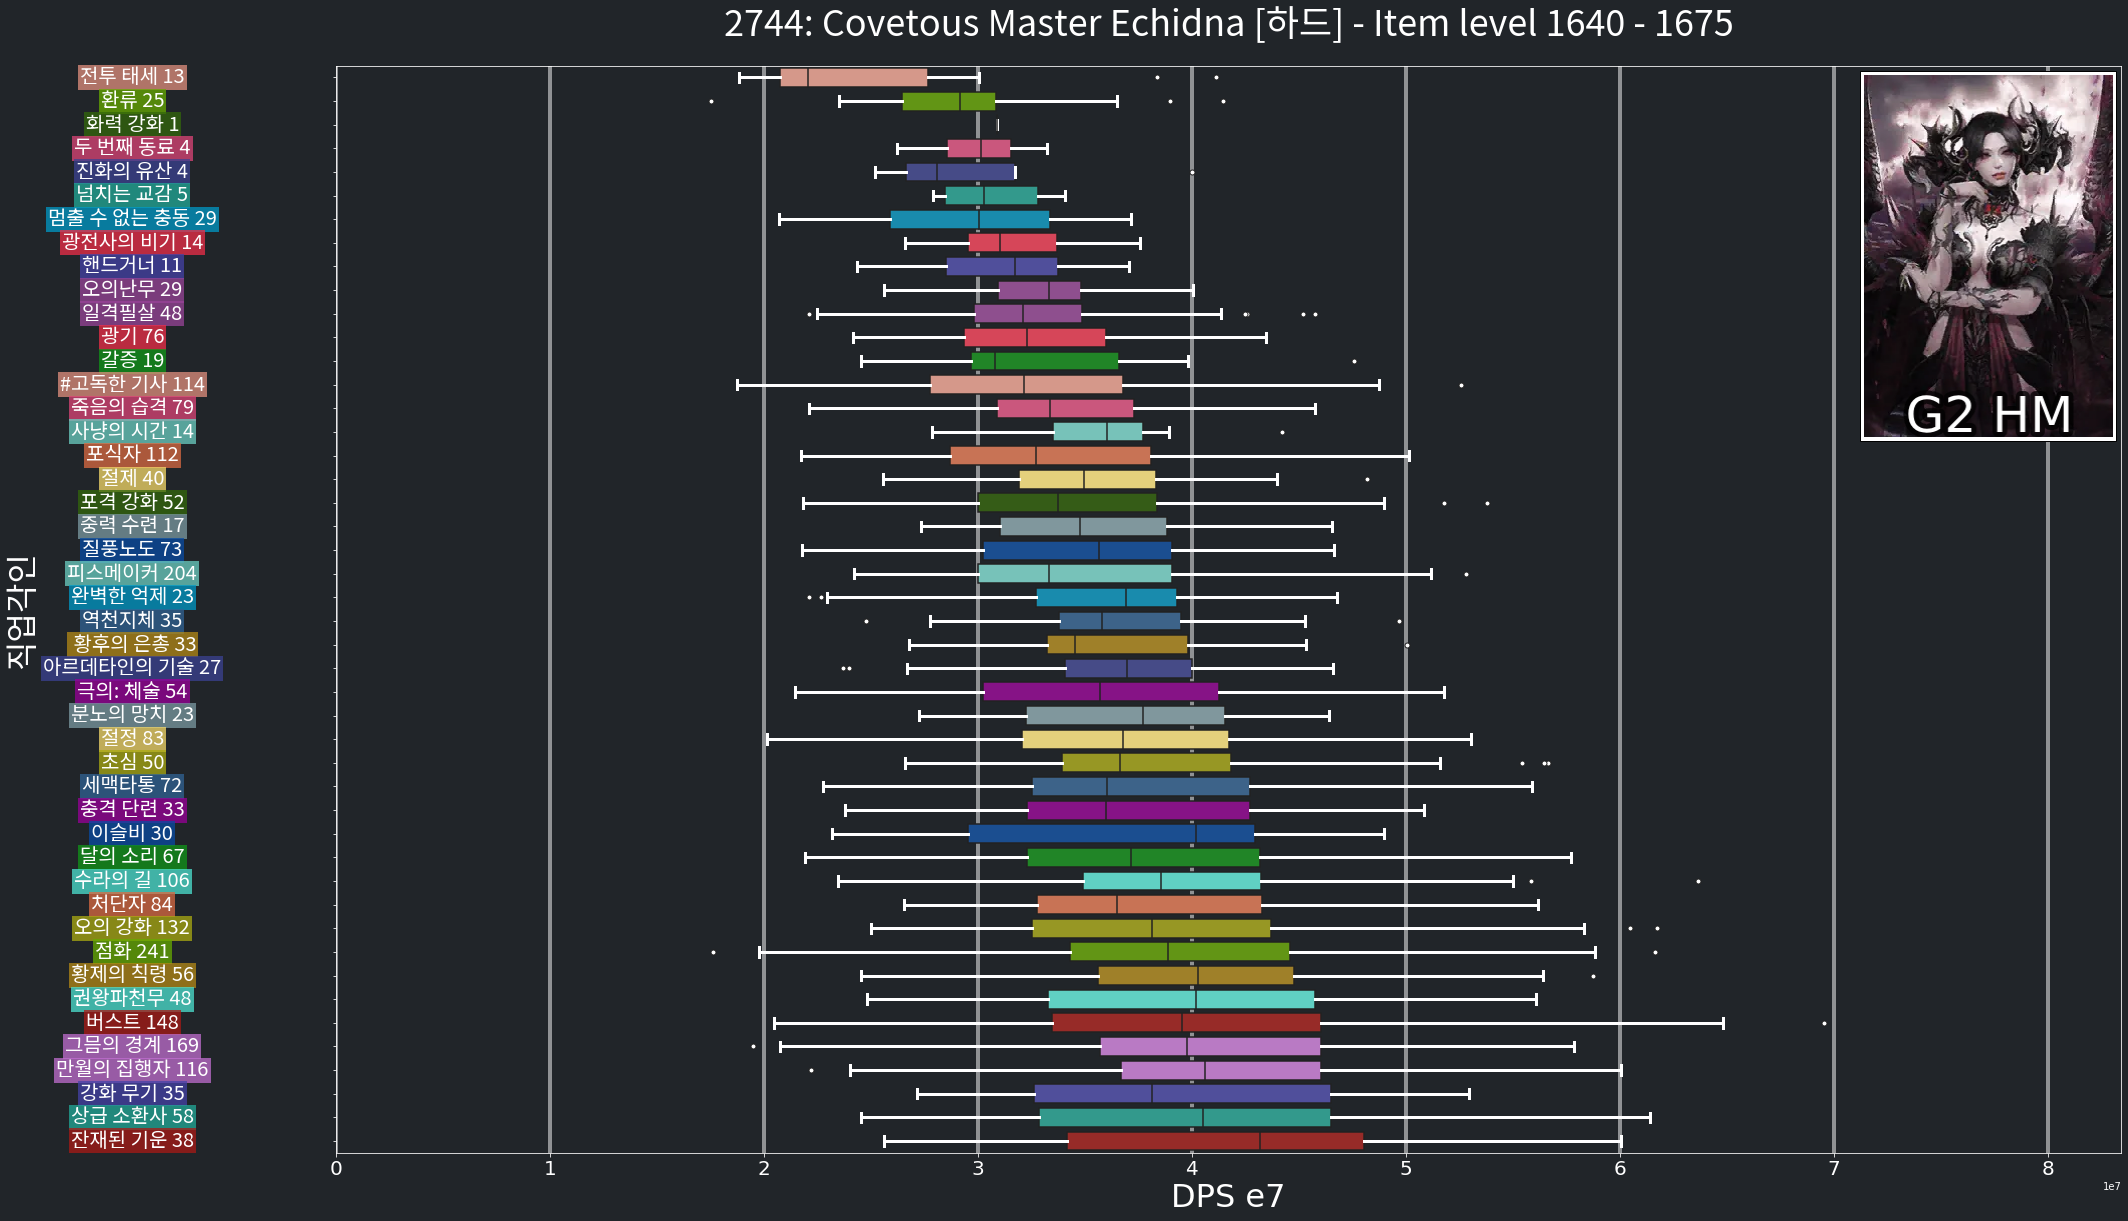 2744: Covetous Master Echidna [하드] - Item level 1640 - 1675
직업각인
전투 태세 13
환류 25
화력 강화 1
두 번째 동료 4
진화의 유산 4
넘치는 교감 5
멈출 수 없는 충동 29
광전사의 비기 14
핸드거너 11
오의난무 29
일격필살 48
광기 76
갈증 19
#고독한 기사 114
죽음의 습격 79
사냥의 시간 14
포식자 112
절제 40
포격 강화 52
중력 수련 17
질풍노도 73
피스메이커 204
완벽한 억제 23
역천지체 35
황후의 은총 33
아르데타인의 기술 27
극의: 체술 54
분노의 망치 23
절정 83
초심 50
세맥타통 72
충격 단련 33
이슬비 30
달의 소리 67
수라의 길 106
처단자 84
오의 강화 132
점화 241
황제의 칙령 56
권왕파천무 48
버스트 148
그믐의 경계 169
만월의 집행자 116
강화 무기 35
상급 소환사 58
잔재된 기운 38
G2 HM
0 1 2 3 4 5 6 7 8
1e7
DPS e7